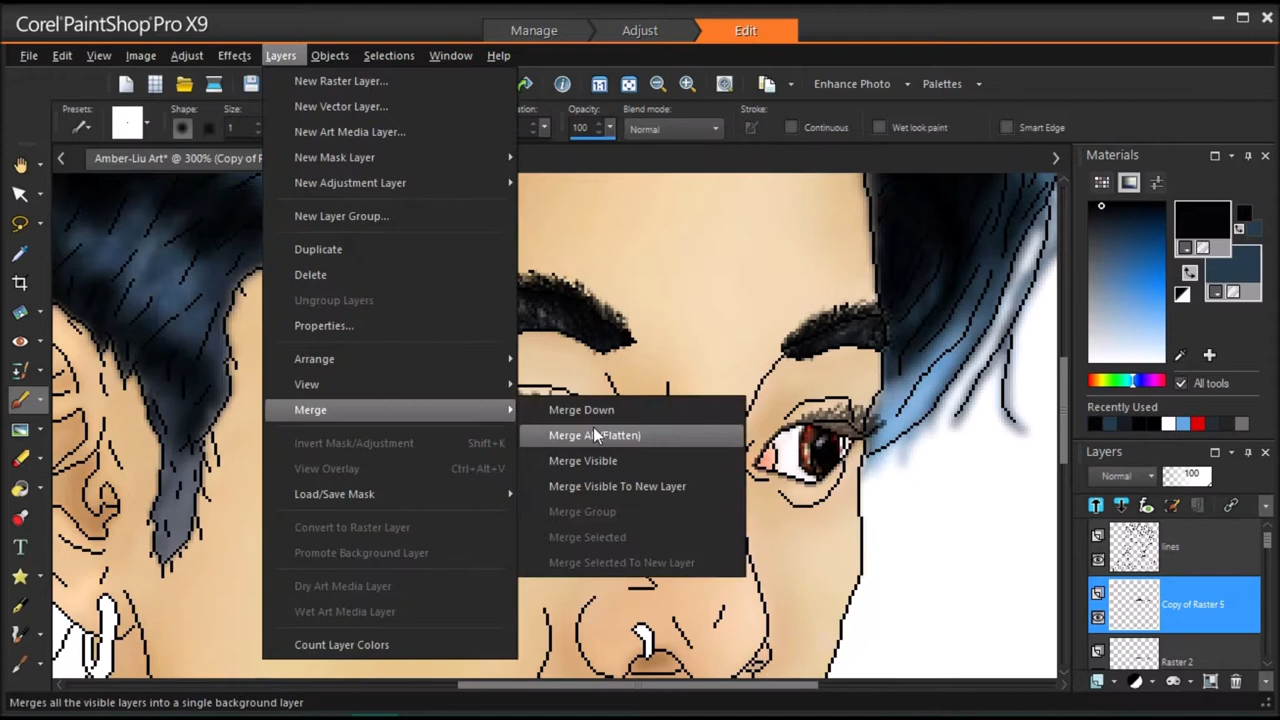 Corel PaintShop Pro X9
Manage
Adjust
Edit
File Edit View Image Adjust Effects Layers Objects Selections Window Help
Enhance Photo
Palettes
Presets:
Shape:
Size:
1
Opacity:
100
Blend mode:
Normal
Stroke:
Continuous
Wet look paint
Smart Edge
Amber-Liu Art* @ 300% (Copy of R
New Raster Layer...
New Vector Layer...
New Art Media Layer...
New Mask Layer
New Adjustment Layer
New Layer Group...
Duplicate
Delete
Ungroup Layers
Properties...
Arrange
View
Merge
Invert Mask/Adjustment Shift+K
View Overlay Ctrl+Alt+V
Load/Save Mask
Convert to Raster Layer
Promote Background Layer
Dry Art Media Layer
Wet Art Media Layer
Count Layer Colors
Merge Down
Merge (Flatten)
Merge Visible
Merge Visible To New Layer
Merge Group
Merge Selected
Merge Selected To New Layer
Materials
All tools
Recently Used
Layers
Normal
100
lines
Copy of Raster 5
Raster 2
Merges all the visible layers into a single background layer